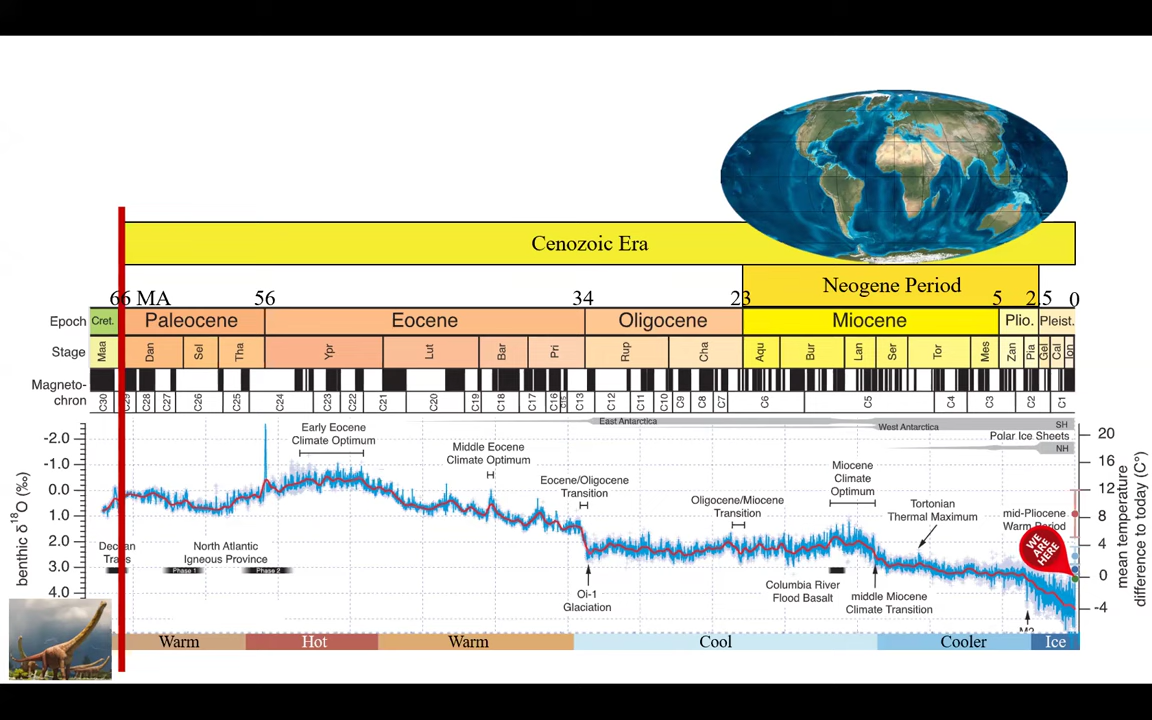 Cenozoic Era
Neogene Period
66 MA 56 34 23 5 2.5 0
Epoch Cret. Paleocene Eocene Oligocene Miocene Plio. Pleist.
Stage Maa Dan Sel Tha Ypr Lut Bar Pri Rup Cha Aqu Bur Lan Ser Tor Mes Zan Pia Gel Cal Ion
Magneto-
chron C30 C29 C28 C27 C26 C25 C24 C23 C22 C21 C20 C19 C18 C17 C16 C15 C13 C12 C11 C10 C9 C8 C7 C6 C5 C4 C3 C2 C1
East Antarctica
West Antarctica
SH
Polar Ice Sheets
NH
benthic δ18O (‰)
-2.0
-1.0
0.0
1.0
2.0
3.0
4.0
Early Eocene
Climate Optimum
Middle Eocene
Climate Optimum
Eocene/Oligocene
Transition
Oligocene/Miocene
Transition
Miocene
Climate
Optimum
Tortonian
Thermal Maximum
mid-Pliocene
Warm Period
WE
ARE
HERE
20
16
12
8
4
0
-4
mean temperature
difference to today (C°)
Deccan
Traps
North Atlantic
Igneous Province
Phase 1
Phase 2
Oi-1
Glaciation
Columbia River
Flood Basalt
middle Miocene
Climate Transition
M2
Warm Hot Warm Cool Cooler Ice